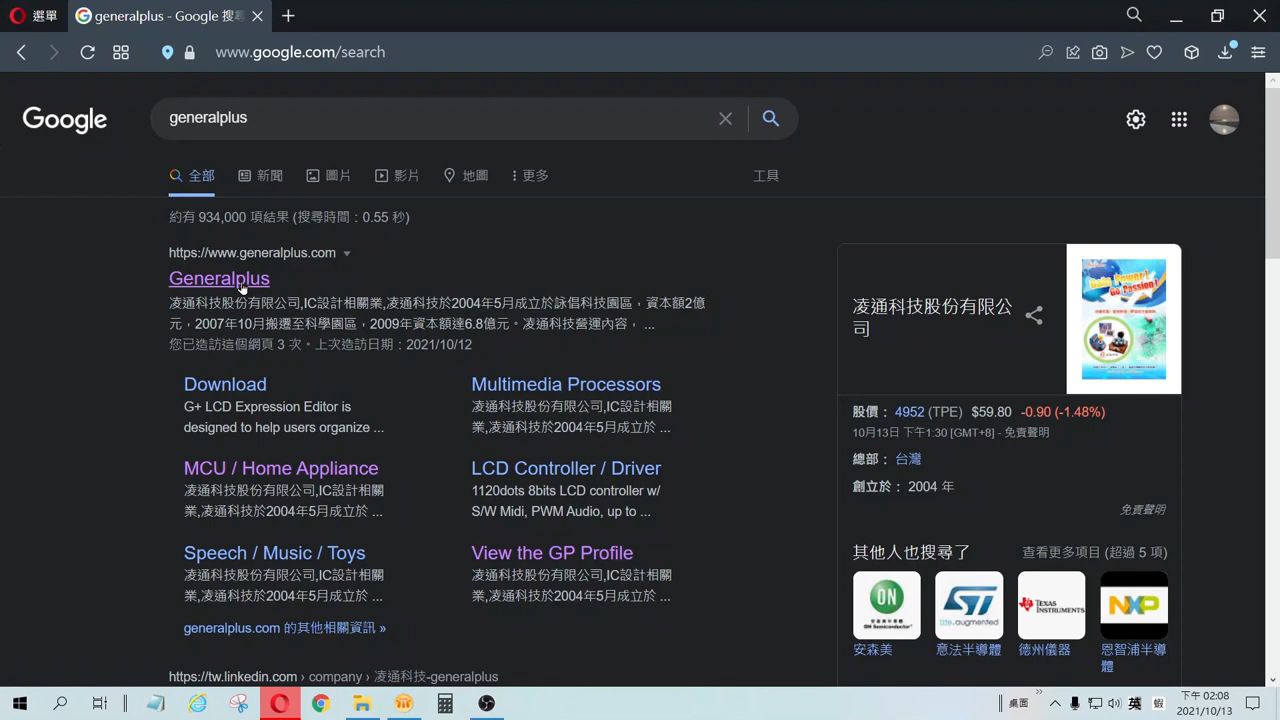 選單
generalplus - Google 搜尋
www.google.com/search
Google
generalplus
全部
新聞
圖片
影片
地圖
更多
工具
約有 934,000 項結果 (搜尋時間：0.55 秒)
https://www.generalplus.com
Generalplus
凌通科技股份有限公司,IC設計相關業,凌通科技於2004年5月成立於詠倡科技園區，資本額2億
元，2007年10月搬遷至科學園區，2009年資本額達6.8億元。凌通科技營運內容， ...
您已造訪這個網頁 3 次。上次造訪日期：2021/10/12
Download
G+ LCD Expression Editor is
designed to help users organize ...
Multimedia Processors
凌通科技股份有限公司,IC設計相關
業,凌通科技於2004年5月成立於 ...
MCU / Home Appliance
凌通科技股份有限公司,IC設計相關
業,凌通科技於2004年5月成立於 ...
LCD Controller / Driver
1120dots 8bits LCD controller w/
S/W Midi, PWM Audio, up to ...
Speech / Music / Toys
凌通科技股份有限公司,IC設計相關
業,凌通科技於2004年5月成立於 ...
View the GP Profile
凌通科技股份有限公司,IC設計相關
業,凌通科技於2004年5月成立於 ...
generalplus.com 的其他相關資訊 »
https://tw.linkedin.com › company › 凌通科技-generalplus
凌通科技股份有限公
司
Gain Power!
Go Passion!
股價： 4952 (TPE) $59.80 -0.90 (-1.48%)
10月13日 下午1:30 [GMT+8] - 免責聲明
總部： 台灣
創立於： 2004 年
免責聲明
其他人也搜尋了
查看更多項目 (超過 5 項)
ON
ON Semiconductor
ST
life.augmented
TEXAS
INSTRUMENTS
NXP
安森美
意法半導體
德州儀器
恩智浦半導
體
桌面
英
下午 02:08
2021/10/13